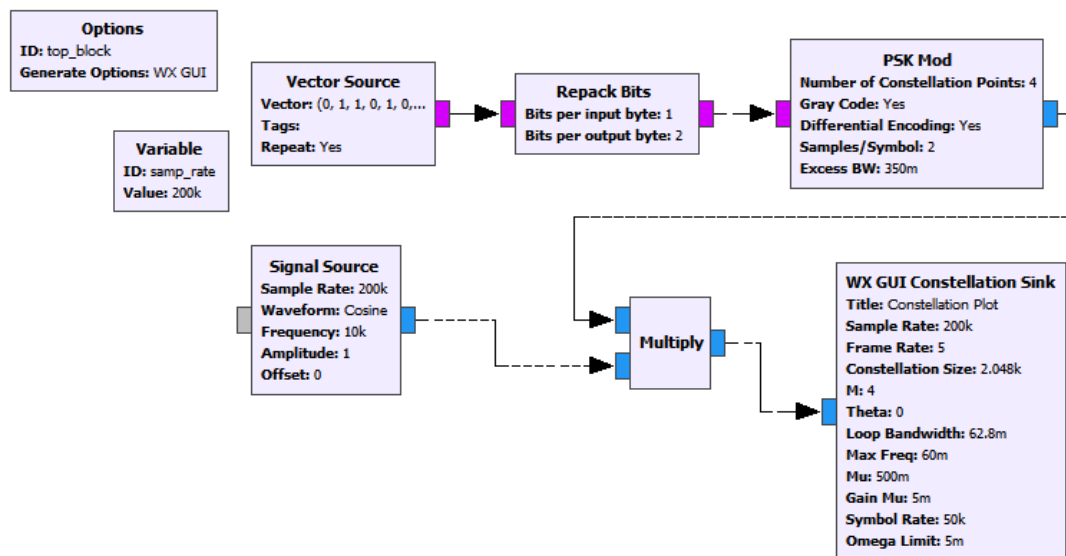 Options
ID: top_block
Generate Options: WX GUI
Variable
ID: samp_rate
Value: 200k
Vector Source
Vector: (0, 1, 1, 0, 1, 0,...
Tags:
Repeat: Yes
Repack Bits
Bits per input byte: 1
Bits per output byte: 2
PSK Mod
Number of Constellation Points: 4
Gray Code: Yes
Differential Encoding: Yes
Samples/Symbol: 2
Excess BW: 350m
Signal Source
Sample Rate: 200k
Waveform: Cosine
Frequency: 10k
Amplitude: 1
Offset: 0
Multiply
WX GUI Constellation Sink
Title: Constellation Plot
Sample Rate: 200k
Frame Rate: 5
Constellation Size: 2.048k
M: 4
Theta: 0
Loop Bandwidth: 62.8m
Max Freq: 60m
Mu: 500m
Gain Mu: 5m
Symbol Rate: 50k
Omega Limit: 5m